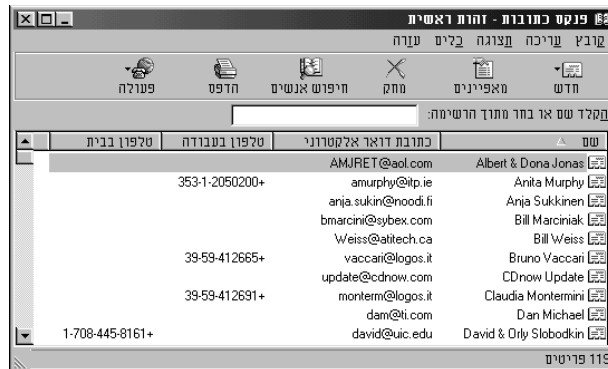 פנקס כתובות - זהות ראשית
קובץ עריכה תצוגה כלים עזרה
חדש מאפיינים מחק חיפוש אנשים הדפס פעולה
הקלד שם או בחר מתוך הרשימה:
שם כתובת דואר אלקטרוני טלפון בעבודה טלפון בבית
Albert & Dona Jonas AMJRET@aol.com
Anita Murphy amurphy@itp.ie 353-1-2050200+
Anja Sukkinen anja.sukin@noodi.fi
Bill Marciniak bmarcini@sybex.com
Bill Weiss Weiss@atitech.ca
Bruno Vaccari vaccari@logos.it 39-59-412665+
CDnow Update update@cdnow.com
Claudia Montermini monterm@logos.it 39-59-412691+
Dan Michael dam@ti.com
David & Orly Slobodkin david@uic.edu 1-708-445-8161+
119 פריטים